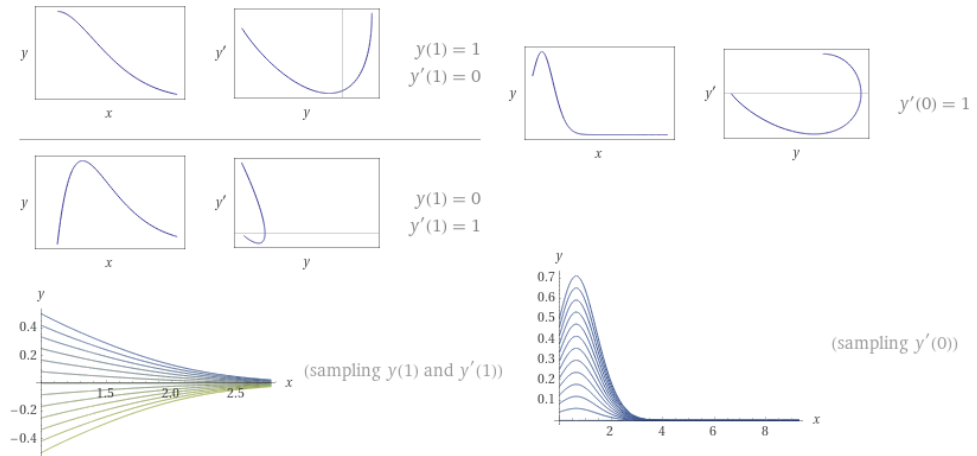 y
x
y′
y
y(1) = 1
y′(1) = 0
y
x
y′
y
y′(0) = 1
y
x
y′
y
y(1) = 0
y′(1) = 1
y
0.4
0.2
−0.2
−0.4
1.5 2.0 2.5
x
(sampling y(1) and y′(1))
y
0.7
0.6
0.5
0.4
0.3
0.2
0.1
2 4 6 8
x
(sampling y′(0))